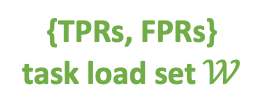 {TPRs, FPRs}
task load set 𝒲